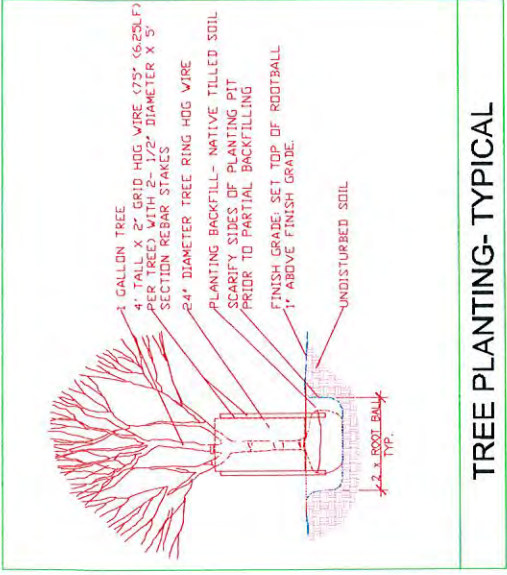 1 GALLON TREE
4' TALL X 2" GRID HOG WIRE <75" (6.25LF)
PER TREE) WITH 2- 1/2" DIAMETER X 5'
SECTION REBAR STAKES
24" DIAMETER TREE RING HOG WIRE
PLANTING BACKFILL- NATIVE TILLED SOIL
SCARIFY SIDES OF PLANTING PIT
PRIOR TO PARTIAL BACKFILLING
FINISH GRADE: SET TOP OF ROOTBALL
1" ABOVE FINISH GRADE.
UNDISTURBED SOIL
2 x ROOT BALL
TYP.
TREE PLANTING- TYPICAL